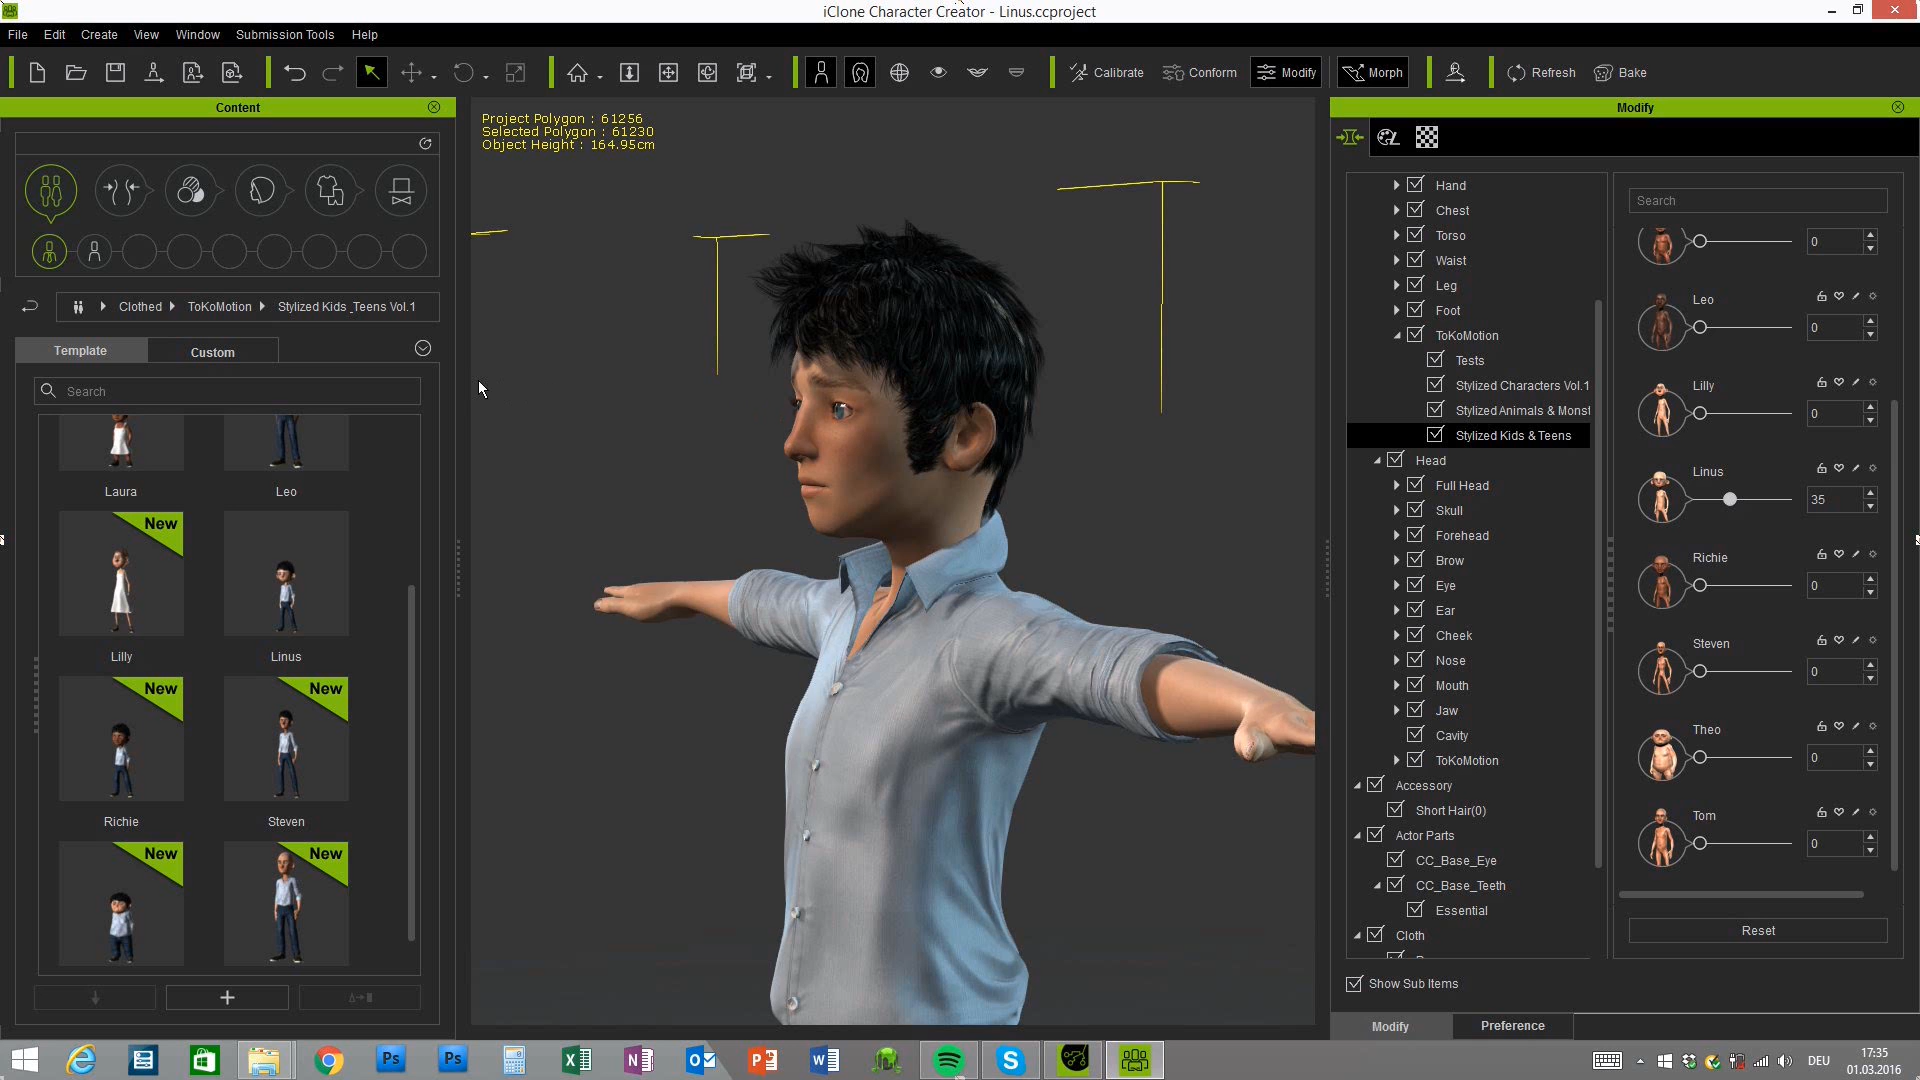 iClone Character Creator - Linus.ccproject
File Edit Create View Window Submission Tools Help
Calibrate Conform Modify Morph Refresh Bake
Content
Modify
Project Polygon : 61256
Selected Polygon : 61230
Object Height : 164.95cm
Clothed ToKoMotion Stylized Kids _Teens Vol.1
Template Custom
Search
Laura Leo
New
Lilly Linus
New New
Richie Steven
New New
Hand
Chest
Torso
Waist
Leg
Foot
ToKoMotion
Tests
Stylized Characters Vol.1
Stylized Animals & Monst
Stylized Kids & Teens
Head
Full Head
Skull
Forehead
Brow
Eye
Ear
Cheek
Nose
Mouth
Jaw
Cavity
ToKoMotion
Accessory
Short Hair(0)
Actor Parts
CC_Base_Eye
CC_Base_Teeth
Essential
Cloth
Show Sub Items
Search
0
Leo
0
Lilly
0
Linus
35
Richie
0
Steven
0
Theo
0
Tom
0
Reset
Modify Preference
Ps Ps
DEU
17:35
01.03.2016